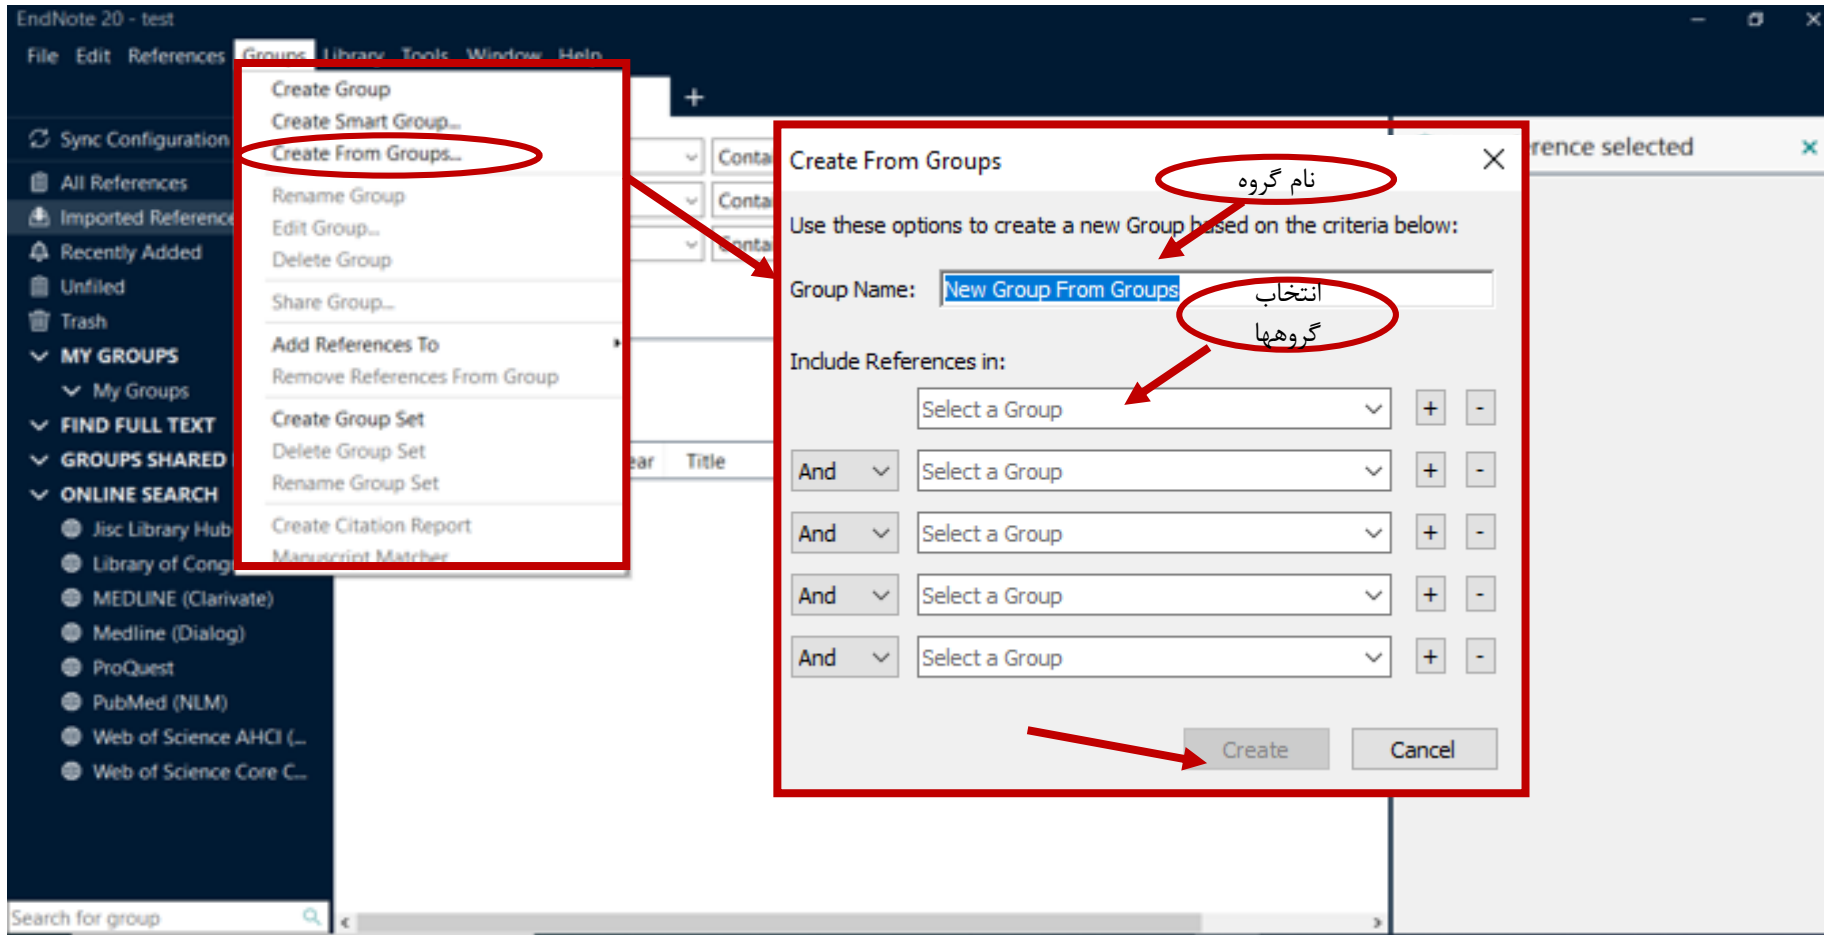 EndNote 20 - test
File Edit References Groups Library Tools Window Help
Create Group
Create Smart Group...
Create From Groups...
Rename Group
Edit Group...
Delete Group
Share Group...
Add References To
Remove References From Group
Create Group Set
Delete Group Set
Rename Group Set
Create Citation Report
Manuscript Matcher
Sync Configuration
All References
Imported Reference
Recently Added
Unfiled
Trash
MY GROUPS
My Groups
FIND FULL TEXT
GROUPS SHARED
ONLINE SEARCH
Jisc Library Hub
Library of Cong
MEDLINE (Clarivate)
Medline (Dialog)
ProQuest
PubMed (NLM)
Web of Science AHCI (...
Web of Science Core C...
Search for group
+
Conta
Conta
Conta
ear Title
rence selected
Create From Groups
نام گروه
Use these options to create a new Group based on the criteria below:
Group Name: New Group From Groups
انتخاب
گروهها
Include References in:
Select a Group + -
And Select a Group + -
And Select a Group + -
And Select a Group + -
And Select a Group + -
Create Cancel